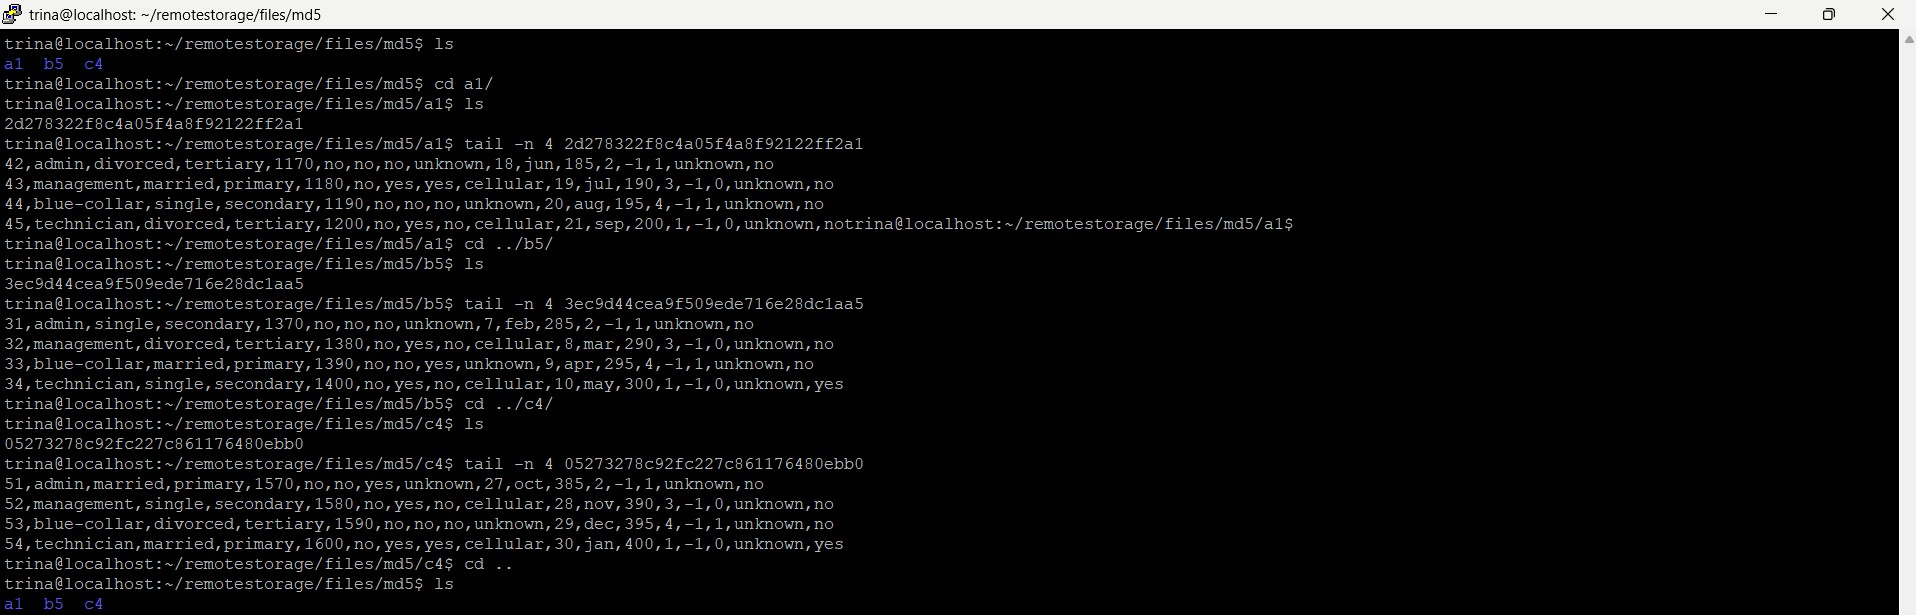 trina@localhost: ~/remotestorage/files/md5
trina@localhost:~/remotestorage/files/md5$ ls
a1  b5  c4
trina@localhost:~/remotestorage/files/md5$ cd a1/
trina@localhost:~/remotestorage/files/md5/a1$ ls
2d278322f8c4a05f4a8f92122ff2a1
trina@localhost:~/remotestorage/files/md5/a1$ tail -n 4 2d278322f8c4a05f4a8f92122ff2a1
42,admin,divorced,tertiary,1170,no,no,no,unknown,18,jun,185,2,-1,1,unknown,no
43,management,married,primary,1180,no,yes,yes,cellular,19,jul,190,3,-1,0,unknown,no
44,blue-collar,single,secondary,1190,no,no,no,unknown,20,aug,195,4,-1,1,unknown,no
45,technician,divorced,tertiary,1200,no,yes,no,cellular,21,sep,200,1,-1,0,unknown,notrina@localhost:~/remotestorage/files/md5/a1$
trina@localhost:~/remotestorage/files/md5/a1$ cd ../b5/
trina@localhost:~/remotestorage/files/md5/b5$ ls
3ec9d44cea9f509ede716e28dc1aa5
trina@localhost:~/remotestorage/files/md5/b5$ tail -n 4 3ec9d44cea9f509ede716e28dc1aa5
31,admin,single,secondary,1370,no,no,no,unknown,7,feb,285,2,-1,1,unknown,no
32,management,divorced,tertiary,1380,no,yes,no,cellular,8,mar,290,3,-1,0,unknown,no
33,blue-collar,married,primary,1390,no,no,yes,unknown,9,apr,295,4,-1,1,unknown,no
34,technician,single,secondary,1400,no,yes,no,cellular,10,may,300,1,-1,0,unknown,yes
trina@localhost:~/remotestorage/files/md5/b5$ cd ../c4/
trina@localhost:~/remotestorage/files/md5/c4$ ls
05273278c92fc227c861176480ebb0
trina@localhost:~/remotestorage/files/md5/c4$ tail -n 4 05273278c92fc227c861176480ebb0
51,admin,married,primary,1570,no,no,yes,unknown,27,oct,385,2,-1,1,unknown,no
52,management,single,secondary,1580,no,yes,no,cellular,28,nov,390,3,-1,0,unknown,no
53,blue-collar,divorced,tertiary,1590,no,no,no,unknown,29,dec,395,4,-1,1,unknown,no
54,technician,married,primary,1600,no,yes,yes,cellular,30,jan,400,1,-1,0,unknown,yes
trina@localhost:~/remotestorage/files/md5/c4$ cd ..
trina@localhost:~/remotestorage/files/md5$ ls
a1  b5  c4